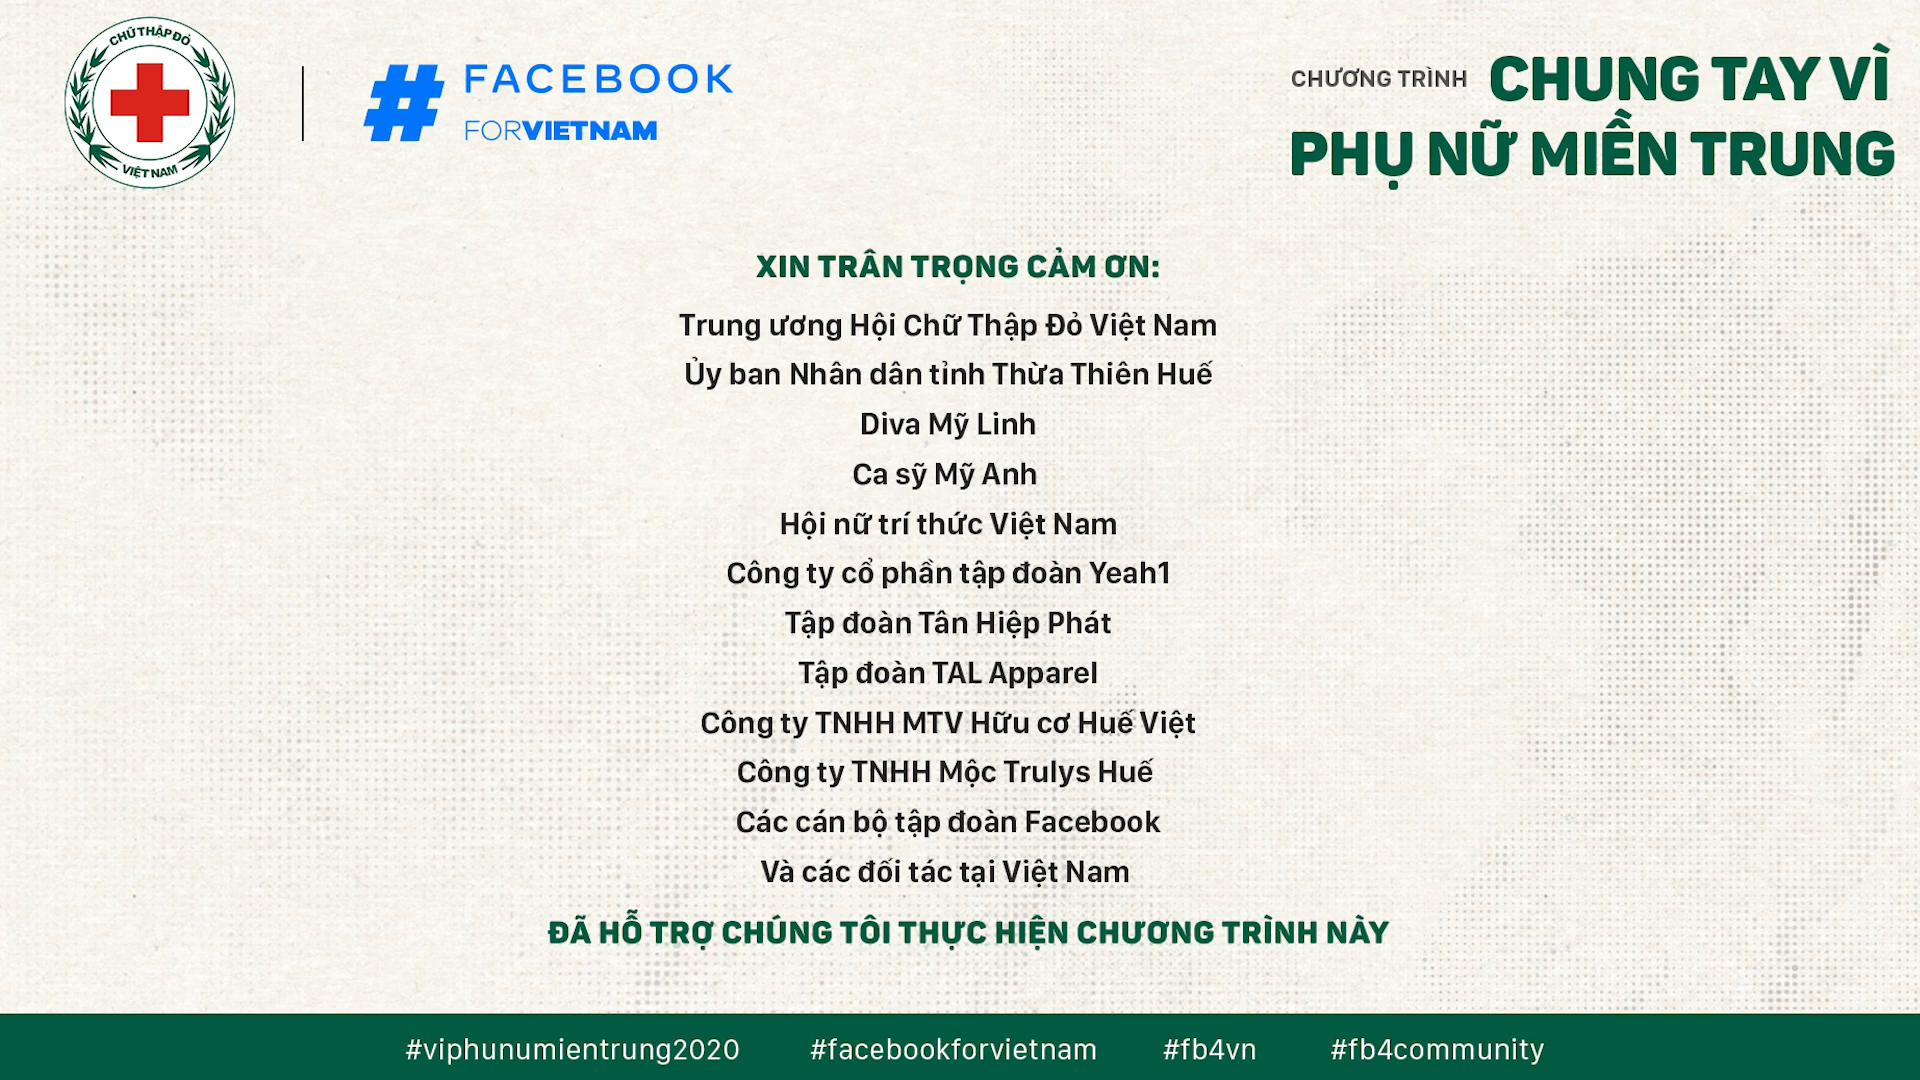 CHỮ THẬP ĐỎ
VIỆT NAM
# FACEBOOK
FORVIETNAM
CHƯƠNG TRÌNH CHUNG TAY VÌ
PHỤ NỮ MIỀN TRUNG
XIN TRÂN TRỌNG CẢM ƠN:
Trung ương Hội Chữ Thập Đỏ Việt Nam
Ủy ban Nhân dân tỉnh Thừa Thiên Huế
Diva Mỹ Linh
Ca sỹ Mỹ Anh
Hội nữ trí thức Việt Nam
Công ty cổ phần tập đoàn Yeah1
Tập đoàn Tân Hiệp Phát
Tập đoàn TAL Apparel
Công ty TNHH MTV Hữu cơ Huế Việt
Công ty TNHH Mộc Trulys Huế
Các cán bộ tập đoàn Facebook
Và các đối tác tại Việt Nam
ĐÃ HỖ TRỢ CHÚNG TÔI THỰC HIỆN CHƯƠNG TRÌNH NÀY
#viphunumientrung2020 #facebookforvietnam #fb4vn #fb4community